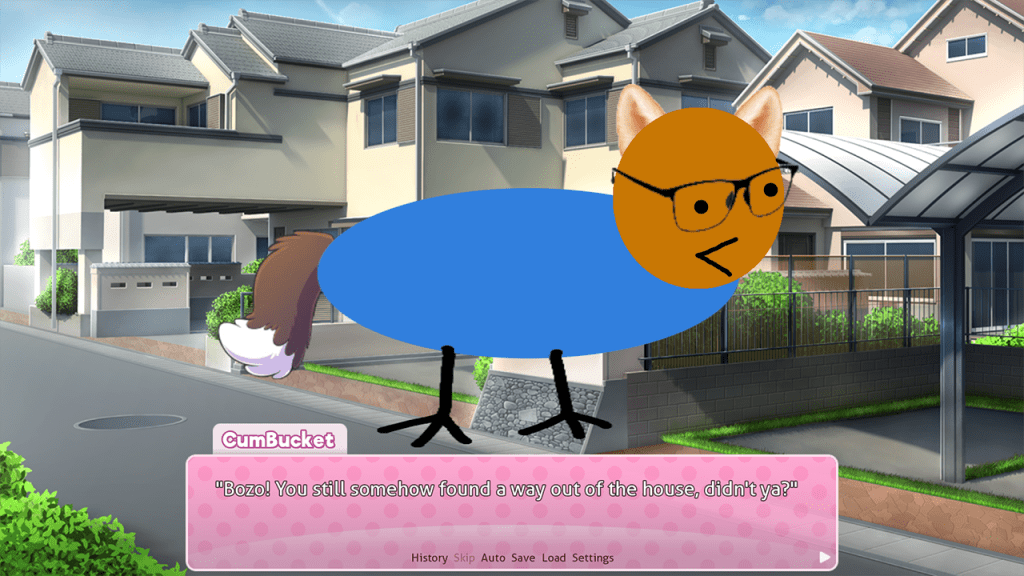 CumBucket
"Bozo! You still somehow found a way out of the house, didn't ya?"
History Skip Auto Save Load Settings